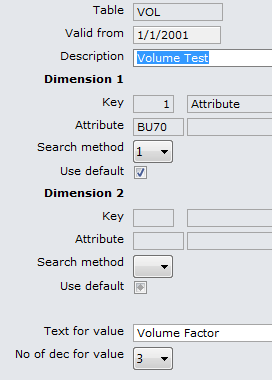 Table VOL
Valid from 1/1/2001
Description Volume Test
Dimension 1
Key 1 Attribute
Attribute BU70
Search method 1
Use default
Dimension 2
Key
Attribute
Search method
Use default
Text for value Volume Factor
No of dec for value 3